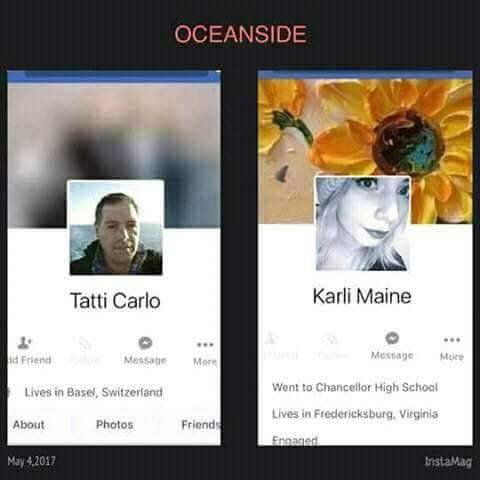 OCEANSIDE
Tatti Carlo
dd Friend
Message
More
Lives in Basel, Switzerland
About
Photos
Friends
Karli Maine
Message
More
Went to Chancellor High School
Lives in Fredericksburg, Virginia
Engaged
May 4,2017
InstaMag